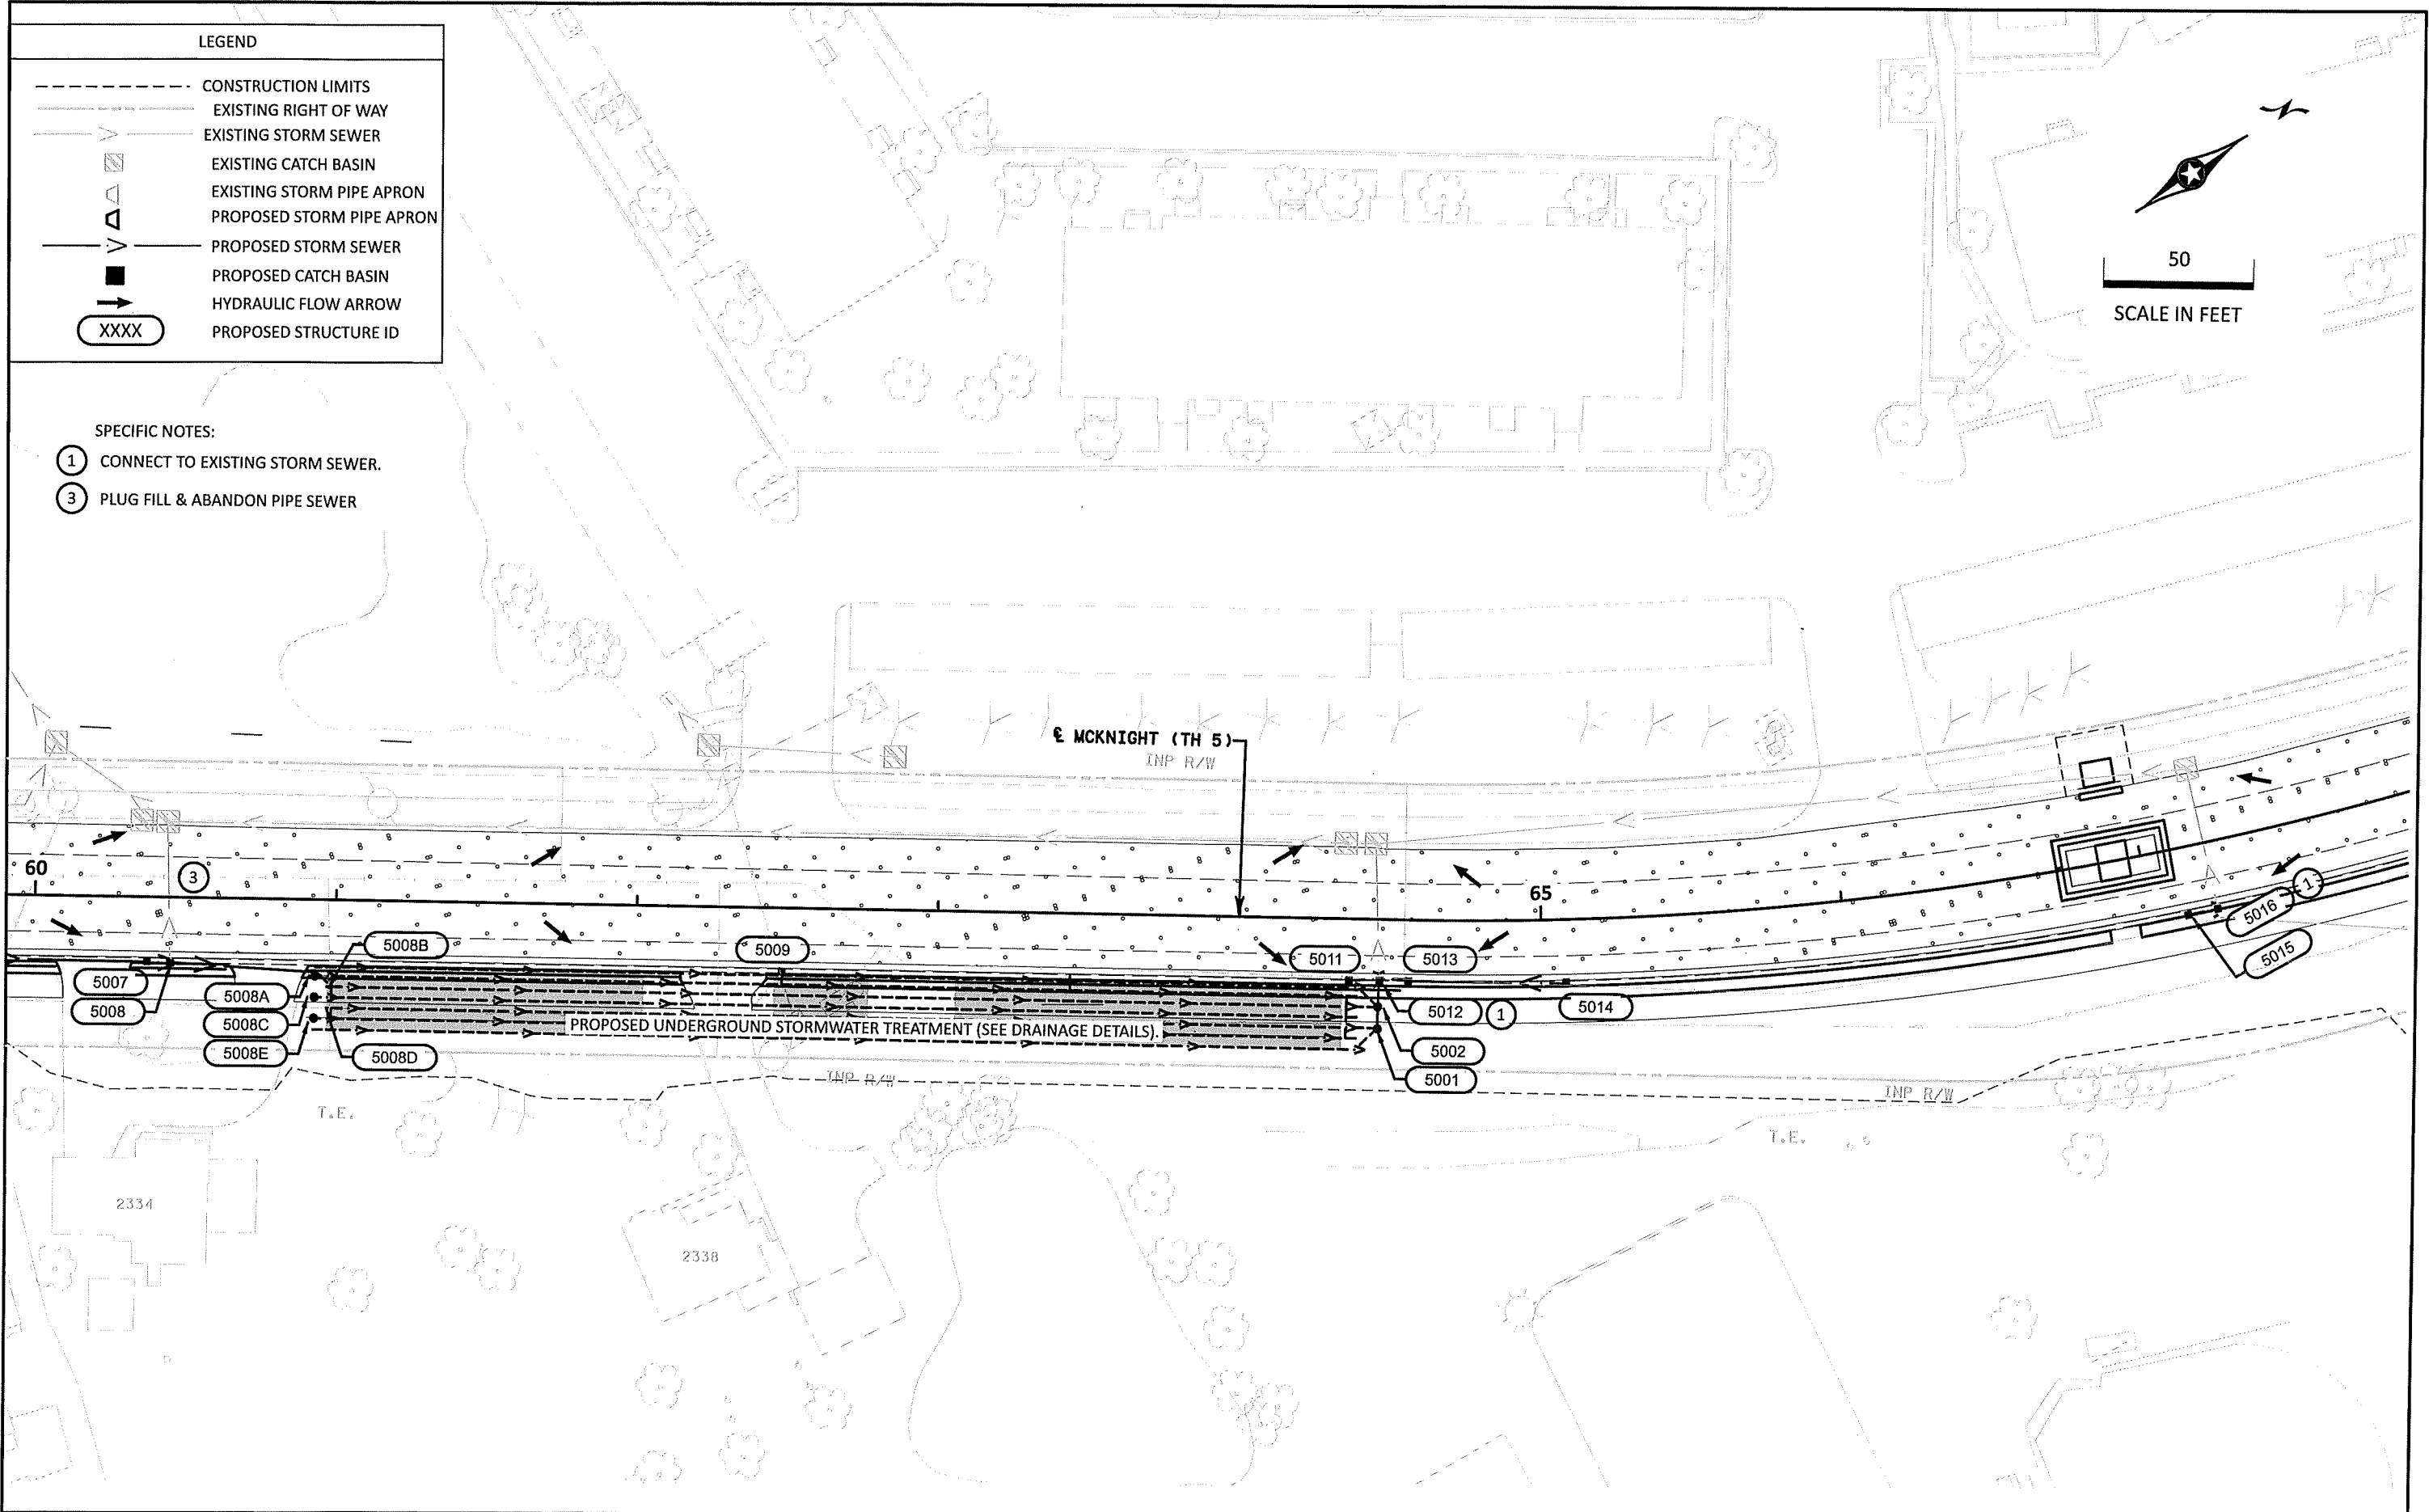 LEGEND
CONSTRUCTION LIMITS
EXISTING RIGHT OF WAY
EXISTING STORM SEWER
EXISTING CATCH BASIN
EXISTING STORM PIPE APRON
PROPOSED STORM PIPE APRON
PROPOSED STORM SEWER
PROPOSED CATCH BASIN
HYDRAULIC FLOW ARROW
XXXX PROPOSED STRUCTURE ID
50
SCALE IN FEET
SPECIFIC NOTES:
1 CONNECT TO EXISTING STORM SEWER.
3 PLUG FILL & ABANDON PIPE SEWER
℄ MCKNIGHT (TH 5)
INP R/W
60
3
65
1
5016
5015
5008B
5009
5011
5013
5007
5008
5008A
5008C
5008E
5008D
PROPOSED UNDERGROUND STORMWATER TREATMENT (SEE DRAINAGE DETAILS).
5012
1
5014
5002
5001
INP R/W
INP R/W
T.E.
T.E.
2334
2338